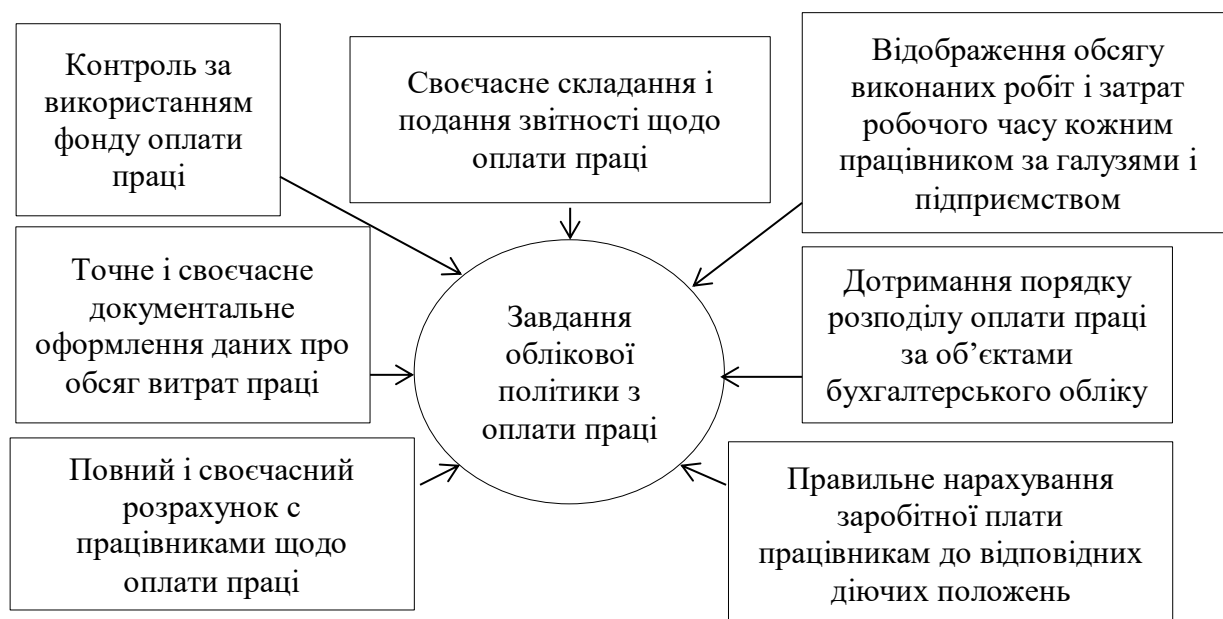 Контроль за
використанням
фонду оплати
праці
Своєчасне складання і
подання звітності щодо
оплати праці
Відображення обсягу
виконаних робіт і затрат
робочого часу кожним
працівником за галузями і
підприємством
Точне і своєчасне
документальне
оформлення даних про
обсяг витрат праці
Завдання
облікової
політики з
оплати праці
Дотримання порядку
розподілу оплати праці
за об’єктами
бухгалтерського обліку
Повний і своєчасний
розрахунок с
працівниками щодо
оплати праці
Правильне нарахування
заробітної плати
працівникам до відповідних
діючих положень